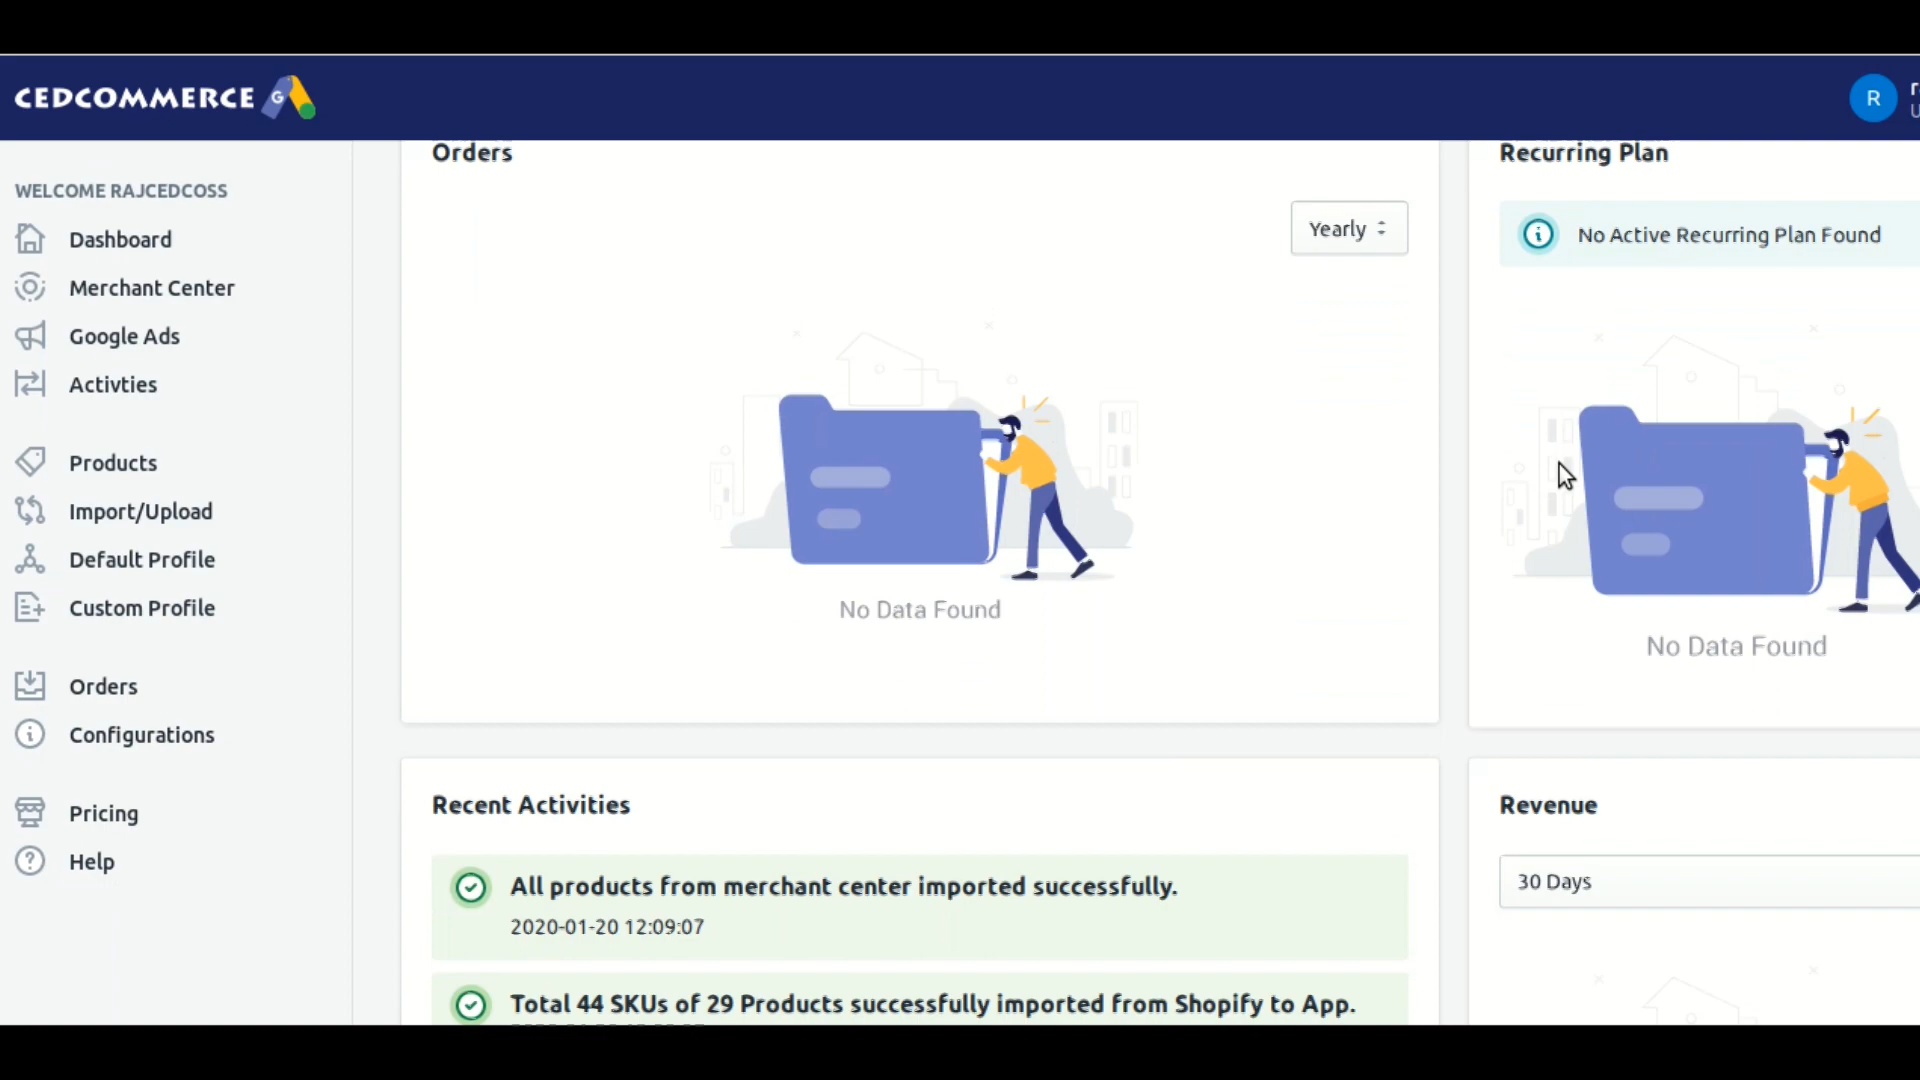 CEDCOMMERCE G
R
WELCOME RAJCEDCOSS
Dashboard
Merchant Center
Google Ads
Activties
Products
Import/Upload
Default Profile
Custom Profile
Orders
Configurations
Pricing
Help
Orders
Yearly
No Data Found
Recurring Plan
No Active Recurring Plan Found
No Data Found
Recent Activities
All products from merchant center imported successfully.
2020-01-20 12:09:07
Total 44 SKUs of 29 Products successfully imported from Shopify to App.
Revenue
30 Days